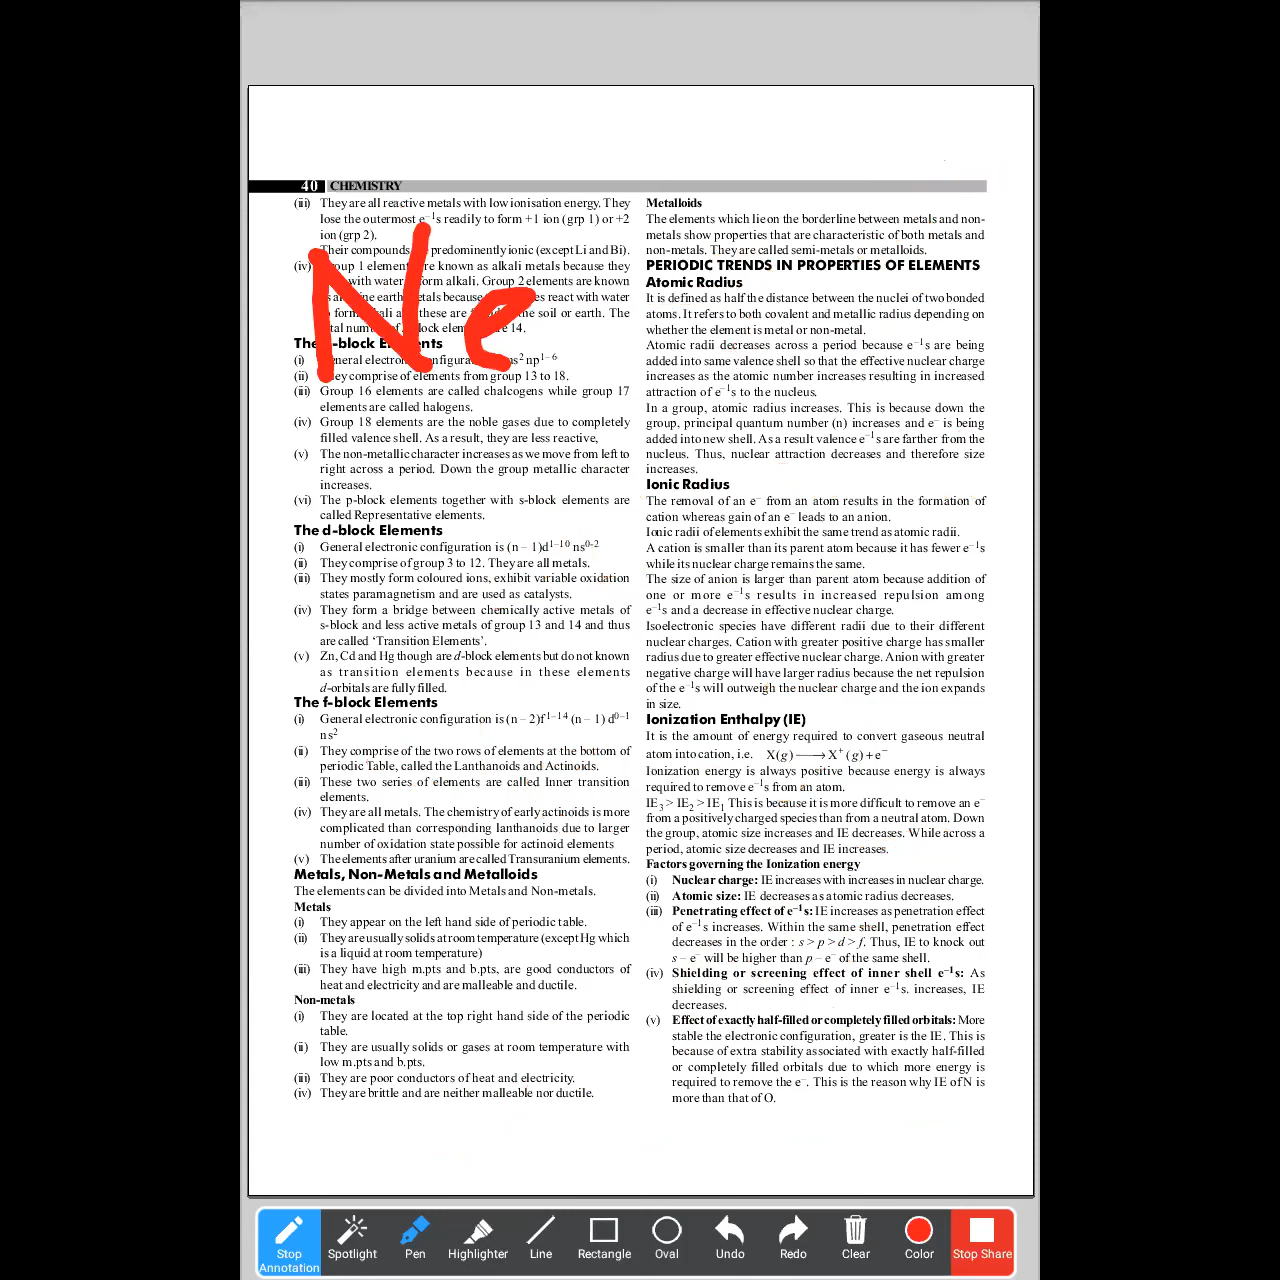 40 CHEMISTRY
(iii) They are all reactive metals with low ionisation energy. They
lose the outermost e⁻¹s readily to form +1 ion (grp 1) or +2
ion (grp 2).
Their compounds predominently ionic (except Li and Bi).
(iv) Group 1 element are known as alkali metals because they
with water form alkali. Group 2 elements are known
earth metals because react with water
form these are the soil or earth. The
block 14.
The -block Elements
(i) General ns² np¹⁻⁶
(ii) They comprise of elements from group 13 to 18.
(iii) Group 16 elements are called chalcogens while group 17
elements are called halogens.
(iv) Group 18 elements are the noble gases due to completely
filled valence shell. As a result, they are less reactive,
(v) The non-metallic character increases as we move from left to
right across a period. Down the group metallic character
increases.
(vi) The p-block elements together with s-block elements are
called Representative elements.
The d-block Elements
(i) General electronic configuration is (n – 1)d¹⁻¹⁰ ns⁰⁻²
(ii) They comprise of group 3 to 12. They are all metals.
(iii) They mostly form coloured ions, exhibit variable oxidation
states paramagnetism and are used as catalysts.
(iv) They form a bridge between chemically active metals of
s-block and less active metals of group 13 and 14 and thus
are called ‘Transition Elements’.
(v) Zn, Cd and Hg though are d-block elements but do not known
as transition elements because in these elements
d-orbitals are fully filled.
The f-block Elements
(i) General electronic configuration is (n – 2)f¹⁻¹⁴ (n – 1) d⁰⁻¹
ns²
(ii) They comprise of the two rows of elements at the bottom of
periodic Table, called the Lanthanoids and Actinoids.
(iii) These two series of elements are called Inner transition
elements.
(iv) They are all metals. The chemistry of early actinoids is more
complicated than corresponding lanthanoids due to larger
number of oxidation state possible for actinoid elements
(v) The elements after uranium are called Transuranium elements.
Metals, Non-Metals and Metalloids
The elements can be divided into Metals and Non-metals.
Metals
(i) They appear on the left hand side of periodic table.
(ii) They are usually solids at room temperature (except Hg which
is a liquid at room temperature)
(iii) They have high m.pts and b.pts, are good conductors of
heat and electricity and are malleable and ductile.
Non-metals
(i) They are located at the top right hand side of the periodic
table.
(ii) They are usually solids or gases at room temperature with
low m.pts and b.pts.
(iii) They are poor conductors of heat and electricity.
(iv) They are brittle and are neither malleable nor ductile.
Metalloids
The elements which lie on the borderline between metals and non-
metals show properties that are characteristic of both metals and
non-metals. They are called semi-metals or metalloids.
PERIODIC TRENDS IN PROPERTIES OF ELEMENTS
Atomic Radius
It is defined as half the distance between the nuclei of two bonded
atoms. It refers to both covalent and metallic radius depending on
whether the element is metal or non-metal.
Atomic radii decreases across a period because e⁻¹s are being
added into same valence shell so that the effective nuclear charge
increases as the atomic number increases resulting in increased
attraction of e⁻¹s to the nucleus.
In a group, atomic radius increases. This is because down the
group, principal quantum number (n) increases and e⁻ is being
added into new shell. As a result valence e⁻¹s are farther from the
nucleus. Thus, nuclear attraction decreases and therefore size
increases.
Ionic Radius
The removal of an e⁻ from an atom results in the formation of
cation whereas gain of an e⁻ leads to an anion.
Ionic radii of elements exhibit the same trend as atomic radii.
A cation is smaller than its parent atom because it has fewer e⁻¹s
while its nuclear charge remains the same.
The size of anion is larger than parent atom because addition of
one or more e⁻¹s results in increased repulsion among
e⁻¹s and a decrease in effective nuclear charge.
Isoelectronic species have different radii due to their different
nuclear charges. Cation with greater positive charge has smaller
radius due to greater effective nuclear charge. Anion with greater
negative charge will have larger radius because the net repulsion
of the e⁻¹s will outweigh the nuclear charge and the ion expands
in size.
Ionization Enthalpy (IE)
It is the amount of energy required to convert gaseous neutral
atom into cation, i.e. X(g) ⟶ X⁺(g) + e⁻
Ionization energy is always positive because energy is always
required to remove e⁻¹s from an atom.
IE₃ > IE₂ > IE₁ This is because it is more difficult to remove an e⁻
from a positively charged species than from a neutral atom. Down
the group, atomic size increases and IE decreases. While across a
period, atomic size decreases and IE increases.
Factors governing the Ionization energy
(i) Nuclear charge: IE increases with increases in nuclear charge.
(ii) Atomic size: IE decreases as atomic radius decreases.
(iii) Penetrating effect of e⁻¹s: IE increases as penetration effect
of e⁻¹s increases. Within the same shell, penetration effect
decreases in the order : s > p > d > f. Thus, IE to knock out
s – e⁻ will be higher than p – e⁻ of the same shell.
(iv) Shielding or screening effect of inner shell e⁻¹s: As
shielding or screening effect of inner e⁻¹s. increases, IE
decreases.
(v) Effect of exactly half-filled or completely filled orbitals: More
stable the electronic configuration, greater is the IE. This is
because of extra stability associated with exactly half-filled
or completely filled orbitals due to which more energy is
required to remove the e⁻. This is the reason why IE of N is
more than that of O.
Ne
Stop Annotation
Spotlight
Pen
Highlighter
Line
Rectangle
Oval
Undo
Redo
Clear
Color
Stop Share